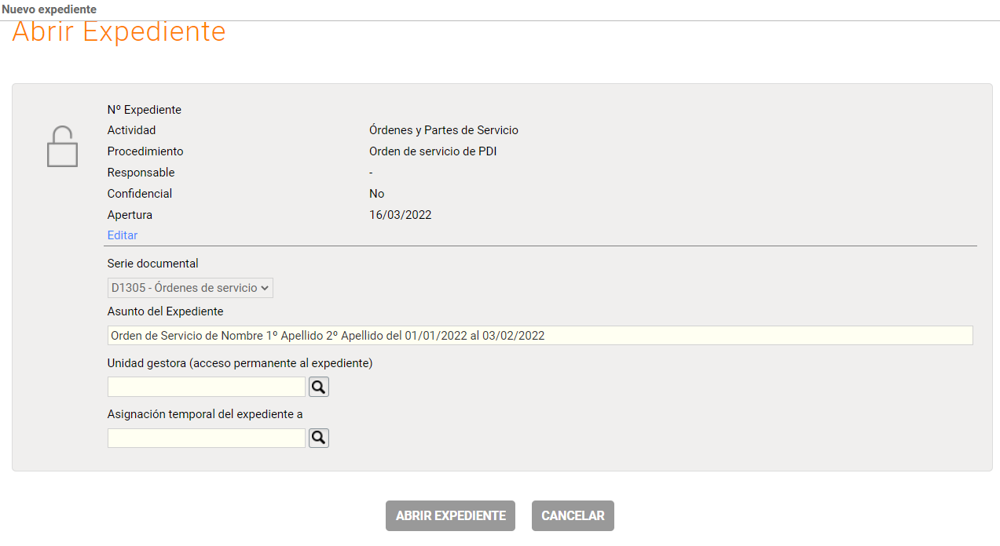 Nuevo expediente
Abrir Expediente
Nº Expediente
Actividad Órdenes y Partes de Servicio
Procedimiento Orden de servicio de PDI
Responsable -
Confidencial No
Apertura 16/03/2022
Editar
Serie documental
D1305 - Órdenes de servicio
Asunto del Expediente
Orden de Servicio de Nombre 1º Apellido 2º Apellido del 01/01/2022 al 03/02/2022
Unidad gestora (acceso permanente al expediente)
Asignación temporal del expediente a
ABRIR EXPEDIENTE CANCELAR